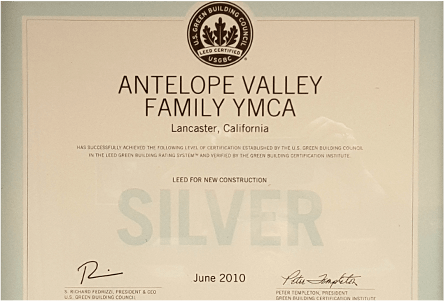 U.S. GREEN BUILDING COUNCIL
LEED CERTIFIED
USGBC
ANTELOPE VALLEY
FAMILY YMCA
Lancaster, California
HAS SUCCESSFULLY ACHIEVED THE FOLLOWING LEVEL OF CERTIFICATION ESTABLISHED BY THE U.S. GREEN BUILDING COUNCIL
IN THE LEED GREEN BUILDING RATING SYSTEM™ AND VERIFIED BY THE GREEN BUILDING CERTIFICATION INSTITUTE.
LEED FOR NEW CONSTRUCTION
SILVER
June 2010
Peter Templeton
S. RICHARD FEDRIZZI, PRESIDENT & CEO
U.S. GREEN BUILDING COUNCIL
PETER TEMPLETON, PRESIDENT
GREEN BUILDING CERTIFICATION INSTITUTE